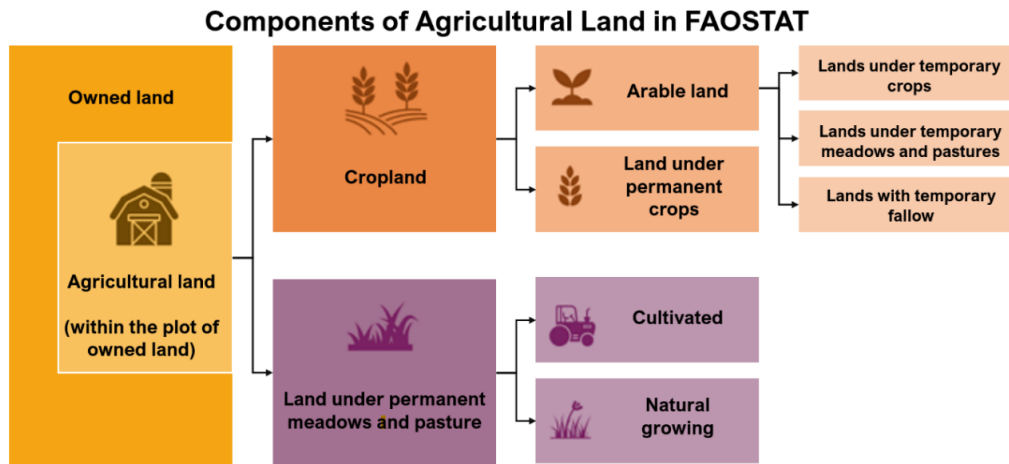 Components of Agricultural Land in FAOSTAT
Owned land
Agricultural land
(within the plot of
owned land)
Cropland
Arable land
Land under
permanent
crops
Lands under temporary
crops
Lands under temporary
meadows and pastures
Lands with temporary
fallow
Land under permanent
meadows and pasture
Cultivated
Natural
growing